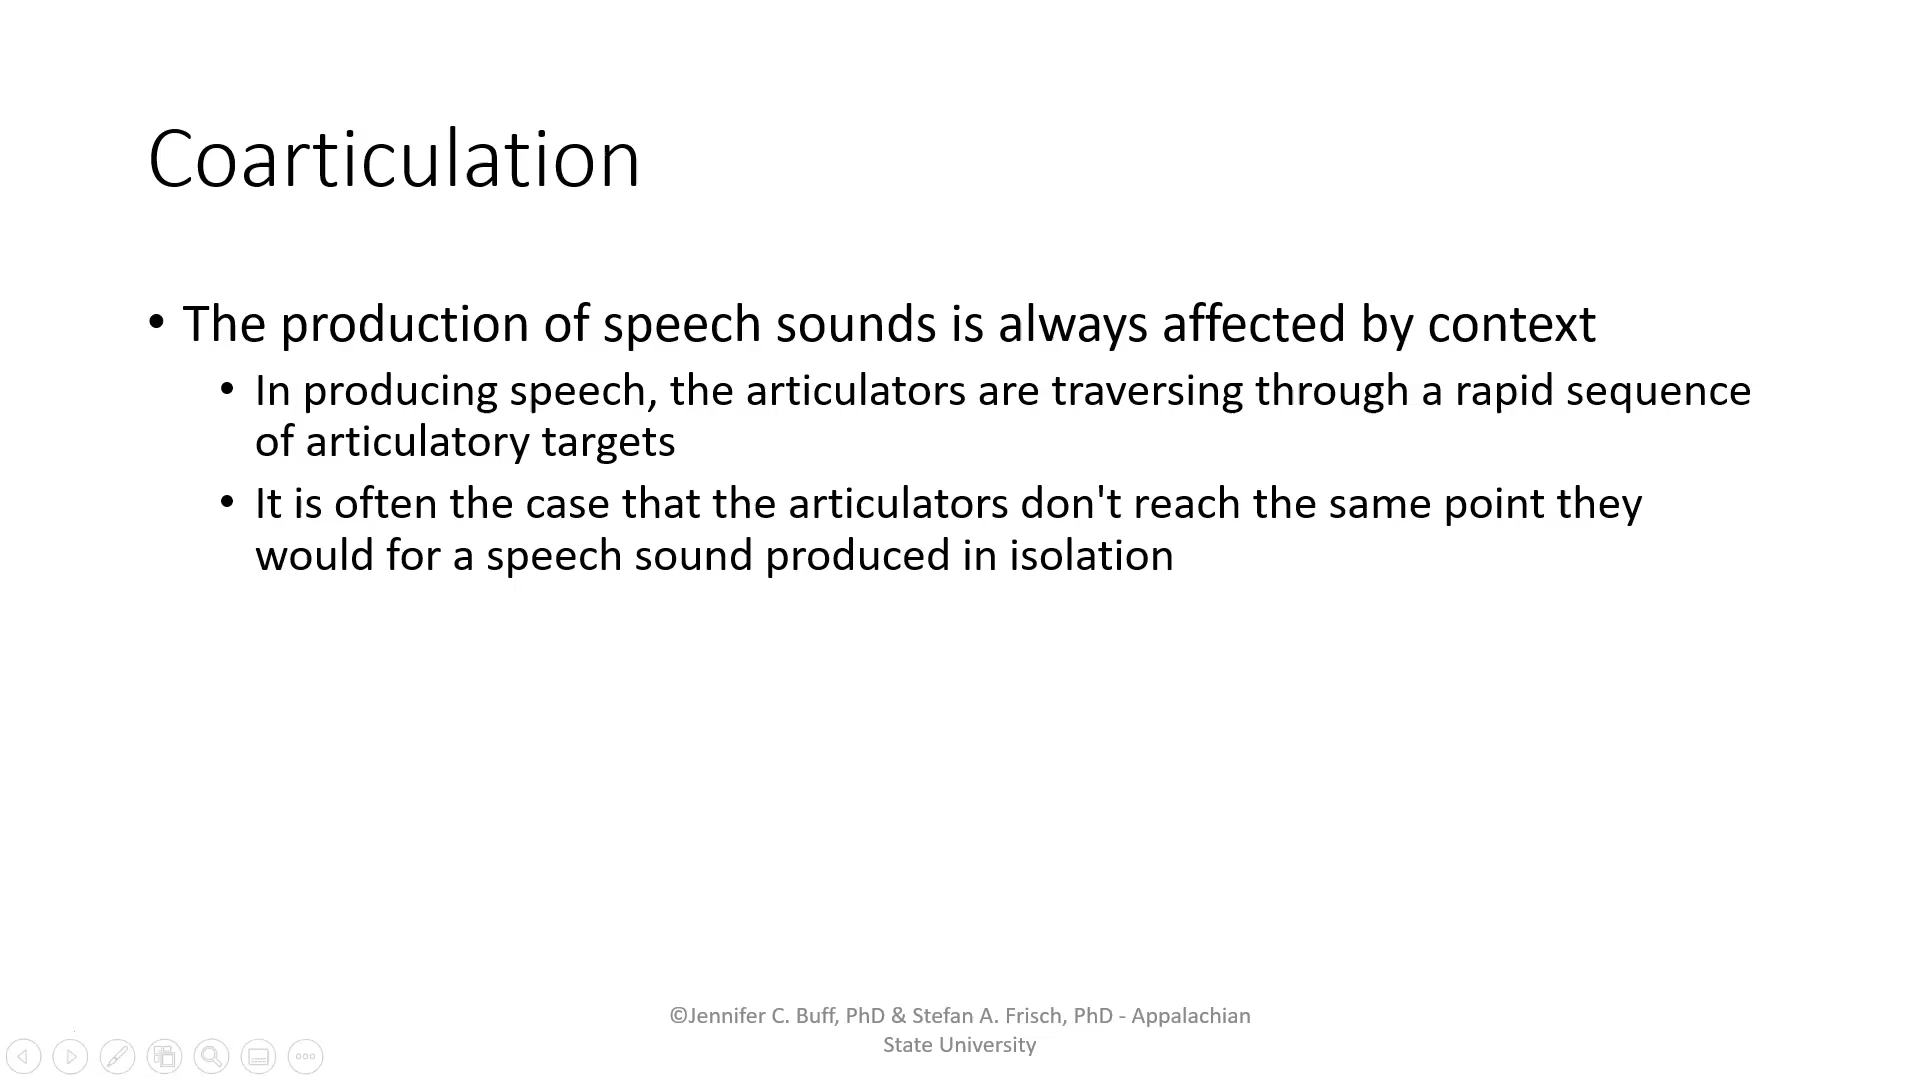 Coarticulation
• The production of speech sounds is always affected by context
• In producing speech, the articulators are traversing through a rapid sequence
of articulatory targets
• It is often the case that the articulators don't reach the same point they
would for a speech sound produced in isolation
©Jennifer C. Buff, PhD & Stefan A. Frisch, PhD - Appalachian
State University